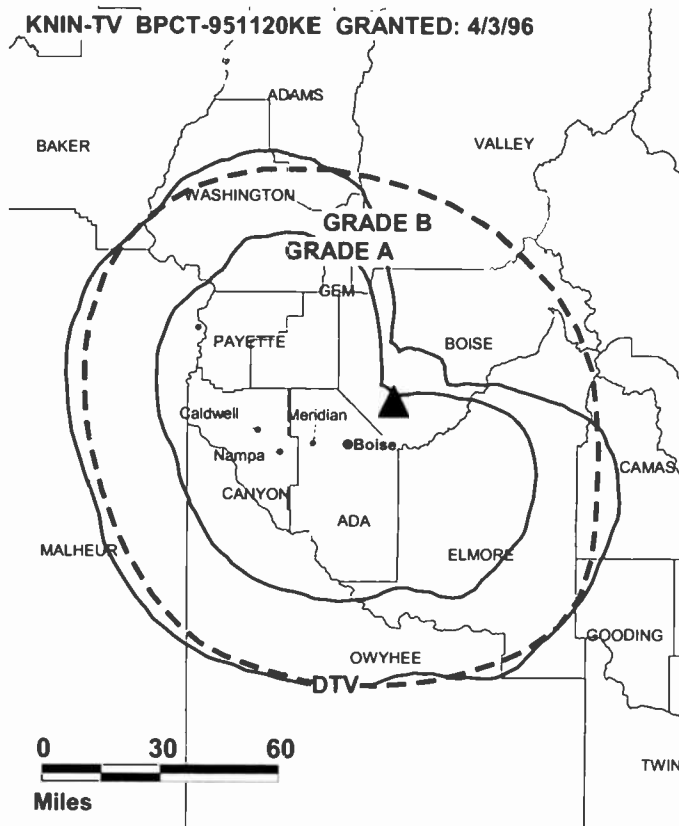 KNIN-TV BPCT-951120KE GRANTED: 4/3/96
ADAMS
BAKER
VALLEY
WASHINGTON
GRADE B
GRADE A
GEM
PAYETTE
BOISE
Caldwell
Meridian
Boise
Nampa
CAMAS
CANYON
ADA
MALHEUR
ELMORE
GOODING
OWYHEE
DTV
0 30 60
TWIN
Miles